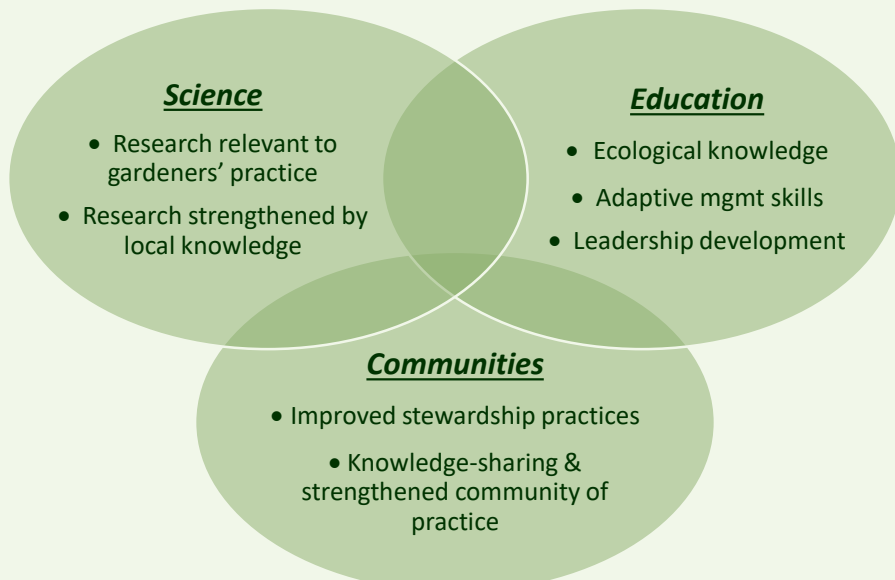 Science
• Research relevant to
gardeners’ practice
• Research strengthened by
local knowledge
Education
• Ecological knowledge
• Adaptive mgmt skills
• Leadership development
Communities
• Improved stewardship practices
• Knowledge-sharing &
strengthened community of
practice